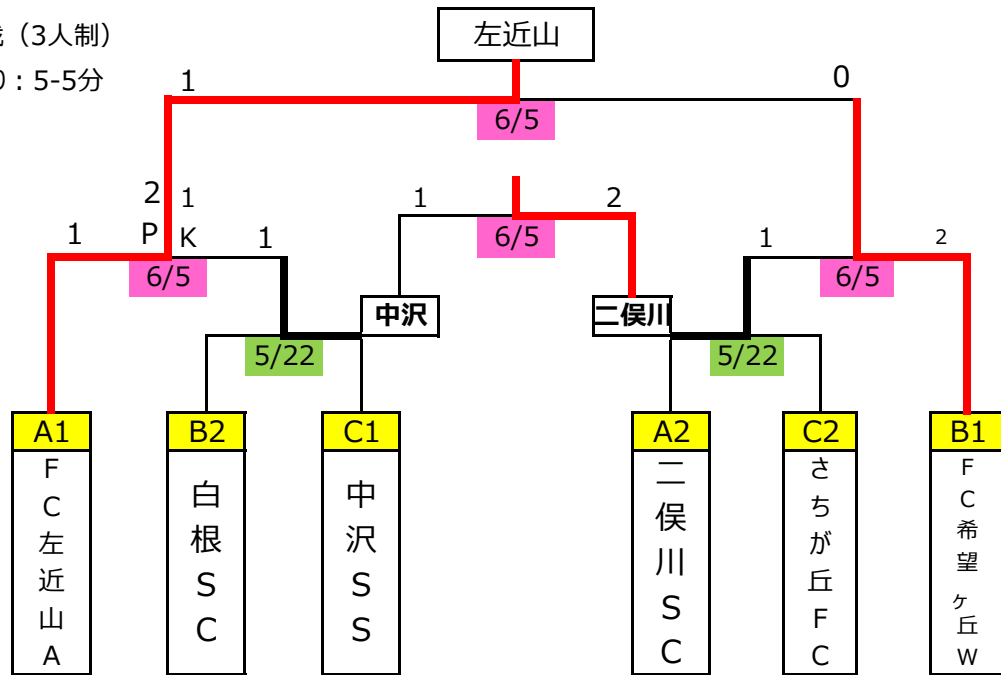 左近山
(3人制)
:5-5分
1
0
6/5
2 1
P K
1
1
1
2
6/5
1
2
6/5
6/5
中沢
二俣川
5/22
5/22
A1
B2
C1
A2
C2
B1
FC左近山A
白根SC
中沢SS
二俣川SC
さちが丘FC
FC希望ヶ丘W